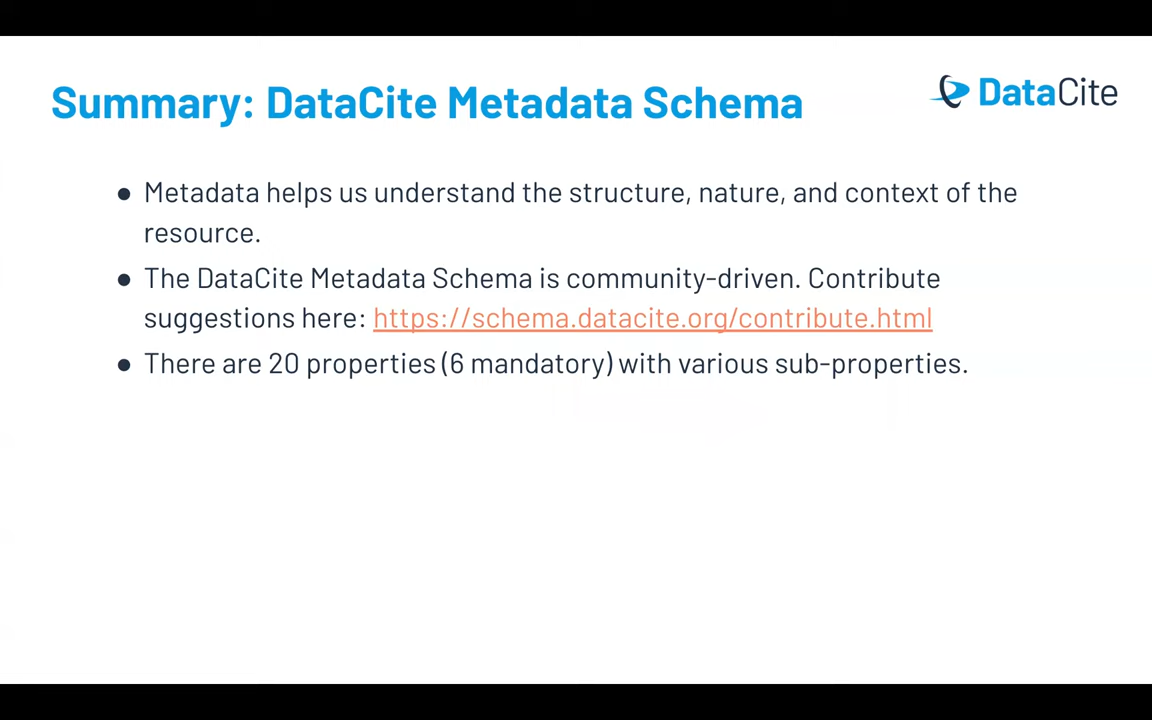 Summary: DataCite Metadata Schema
DataCite
● Metadata helps us understand the structure, nature, and context of the
resource.
● The DataCite Metadata Schema is community-driven. Contribute
suggestions here: https://schema.datacite.org/contribute.html
● There are 20 properties (6 mandatory) with various sub-properties.